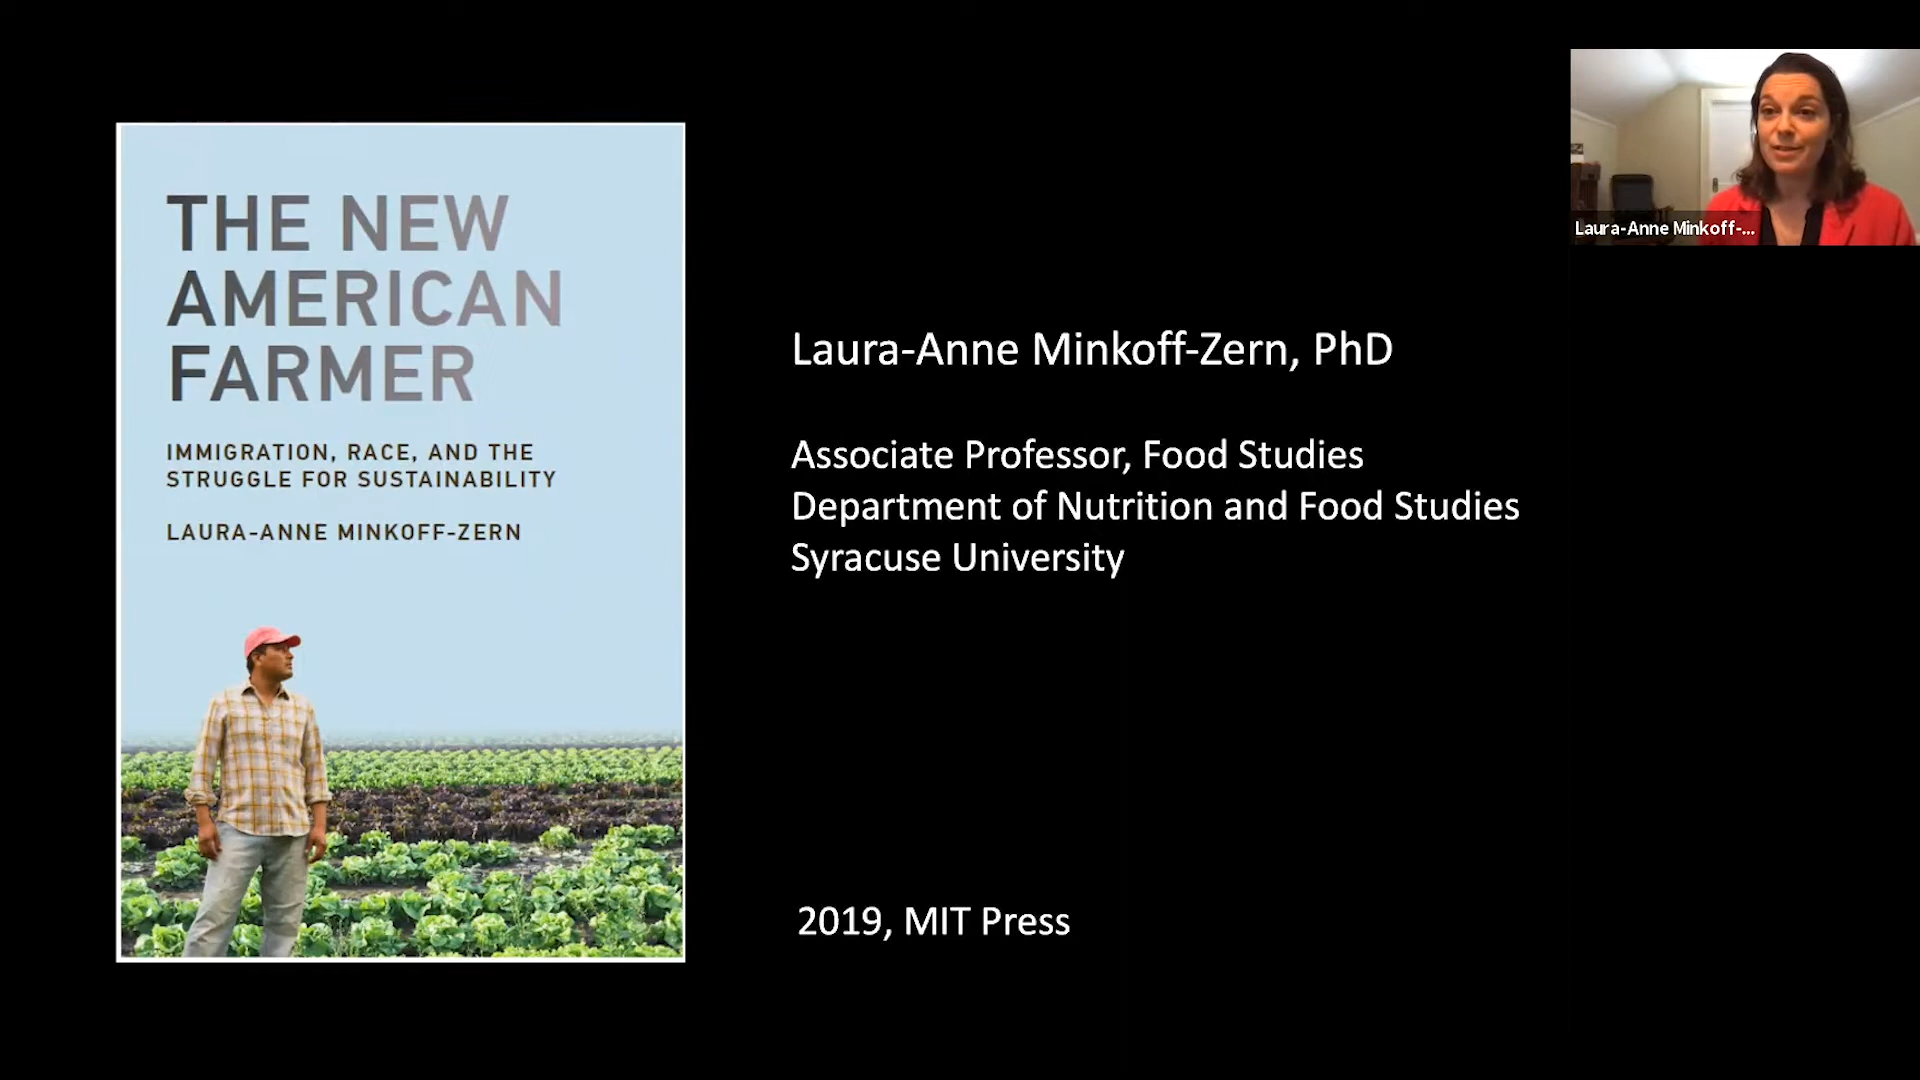 THE NEW
AMERICAN
FARMER
IMMIGRATION, RACE, AND THE
STRUGGLE FOR SUSTAINABILITY
LAURA-ANNE MINKOFF-ZERN
Laura-Anne Minkoff-Zern, PhD
Associate Professor, Food Studies
Department of Nutrition and Food Studies
Syracuse University
2019, MIT Press
Laura-Anne Minkoff-...